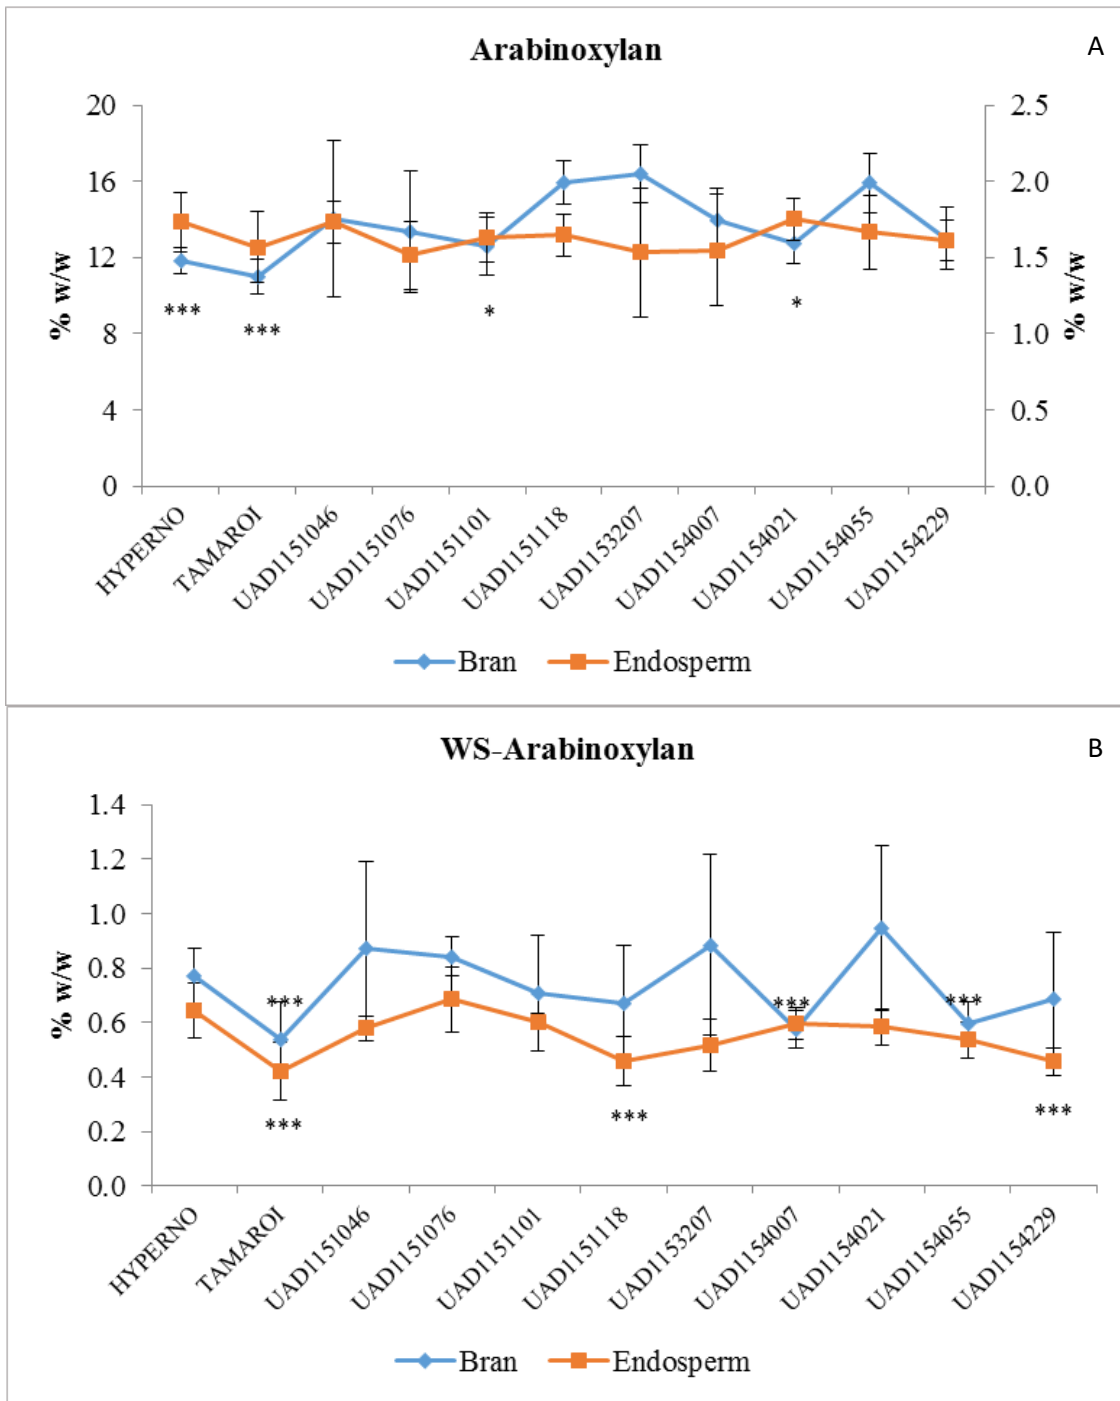 Arabinoxylan
A
20
16
12
8
4
0
% w/w
2.5
2.0
1.5
1.0
0.5
0.0
% w/w
***
***
*
*
HYPERNO
TAMAROI
UAD1151046
UAD1151076
UAD1151101
UAD1151118
UAD1153207
UAD1154007
UAD1154021
UAD1154055
UAD1154229
Bran Endosperm
WS-Arabinoxylan
B
1.4
1.2
1.0
0.8
0.6
0.4
0.2
0.0
% w/w
***
***
***
***
***
***
HYPERNO
TAMAROI
UAD1151046
UAD1151076
UAD1151101
UAD1151118
UAD1153207
UAD1154007
UAD1154021
UAD1154055
UAD1154229
Bran Endosperm